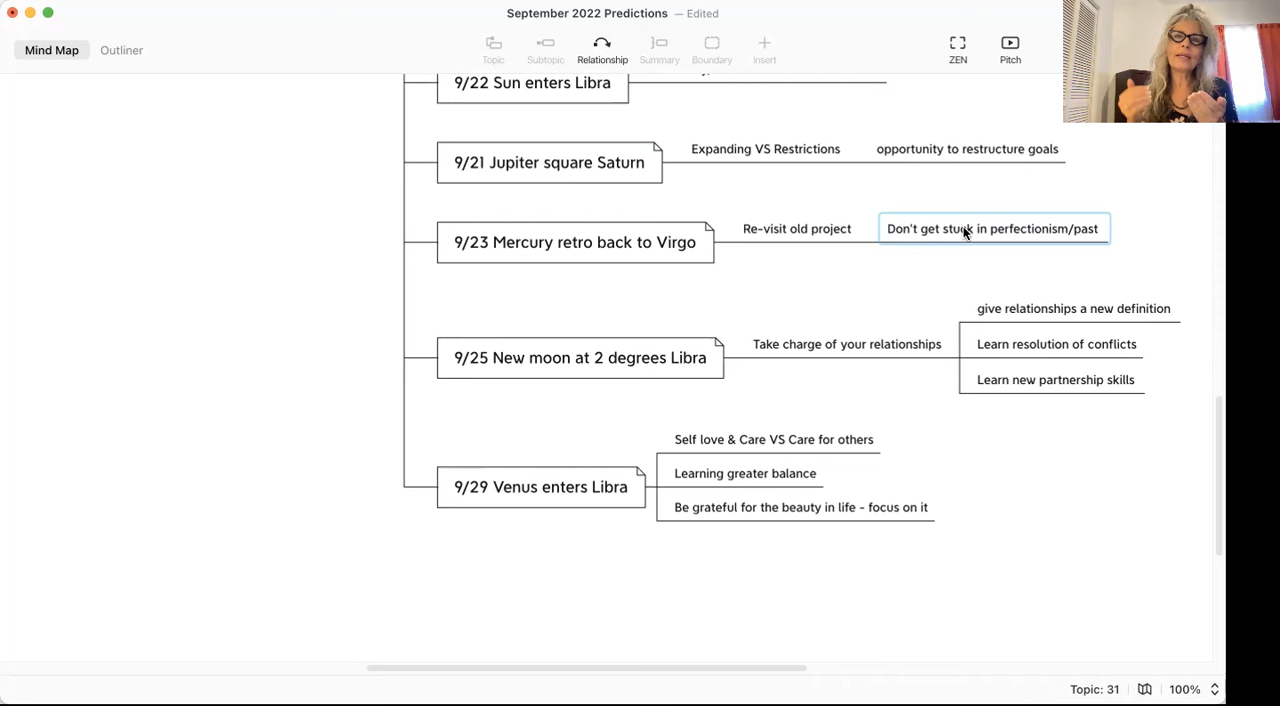 September 2022 Predictions — Edited
Mind Map
Outliner
Topic
Subtopic
Relationship
Summary
Boundary
Insert
ZEN
Pitch
9/22 Sun enters Libra
9/21 Jupiter square Saturn
Expanding VS Restrictions
opportunity to restructure goals
9/23 Mercury retro back to Virgo
Re-visit old project
Don't get stuck in perfectionism/past
9/25 New moon at 2 degrees Libra
Take charge of your relationships
give relationships a new definition
Learn resolution of conflicts
Learn new partnership skills
9/29 Venus enters Libra
Self love & Care VS Care for others
Learning greater balance
Be grateful for the beauty in life - focus on it
Topic: 31
100%